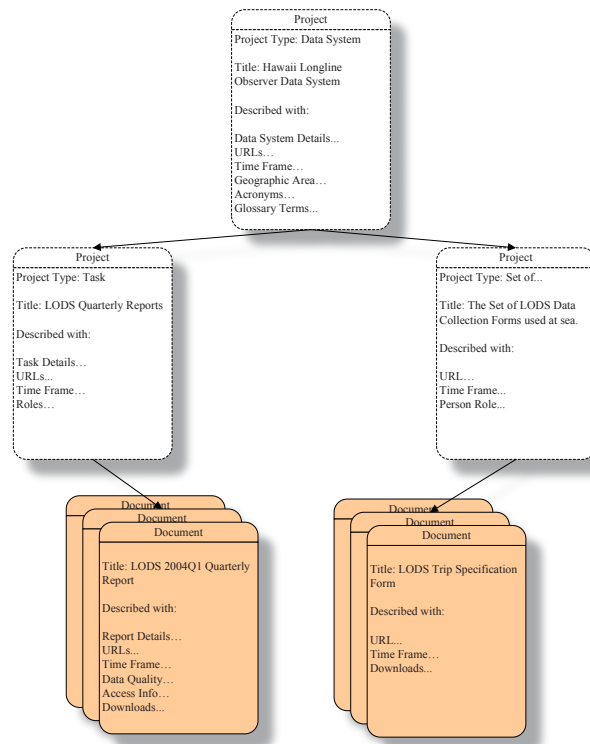 Project
Project Type: Data System
Title: Hawaii Longline
Observer Data System
Described with:
Data System Details...
URLs…
Time Frame…
Geographic Area…
Acronyms…
Glossary Terms...
Project
Project Type: Task
Title: LODS Quarterly Reports
Described with:
Task Details…
URLs...
Time Frame…
Roles…
Project
Project Type: Set of...
Title: The Set of LODS Data
Collection Forms used at sea.
Described with:
URL…
Time Frame...
Person Role...
Document
Document
Document
Title: LODS 2004Q1 Quarterly
Report
Described with:
Report Details…
URLs...
Time Frame…
Data Quality…
Access Info…
Downloads...
Document
Document
Document
Title: LODS Trip Specification
Form
Described with:
URL...
Time Frame…
Downloads...